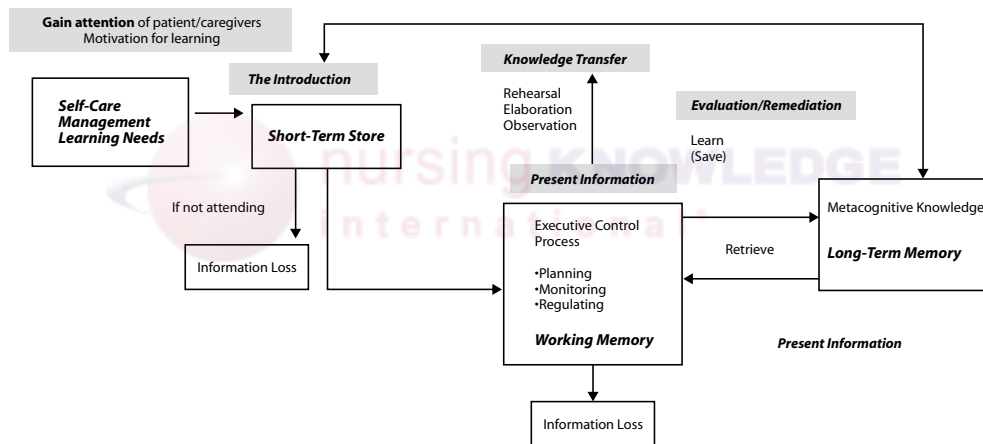 Gain attention of patient/caregivers
Motivation for learning
The Introduction
Self-Care
Management
Learning Needs
Short-Term Store
If not attending
Information Loss
Knowledge Transfer
Rehearsal
Elaboration
Observation
Evaluation/Remediation
Learn
(Save)
Present Information
Executive Control
Process
•Planning
•Monitoring
•Regulating
Working Memory
Retrieve
Metacognitive Knowledge
Long-Term Memory
Present Information
Information Loss
nursing KNOWLEDGE
international